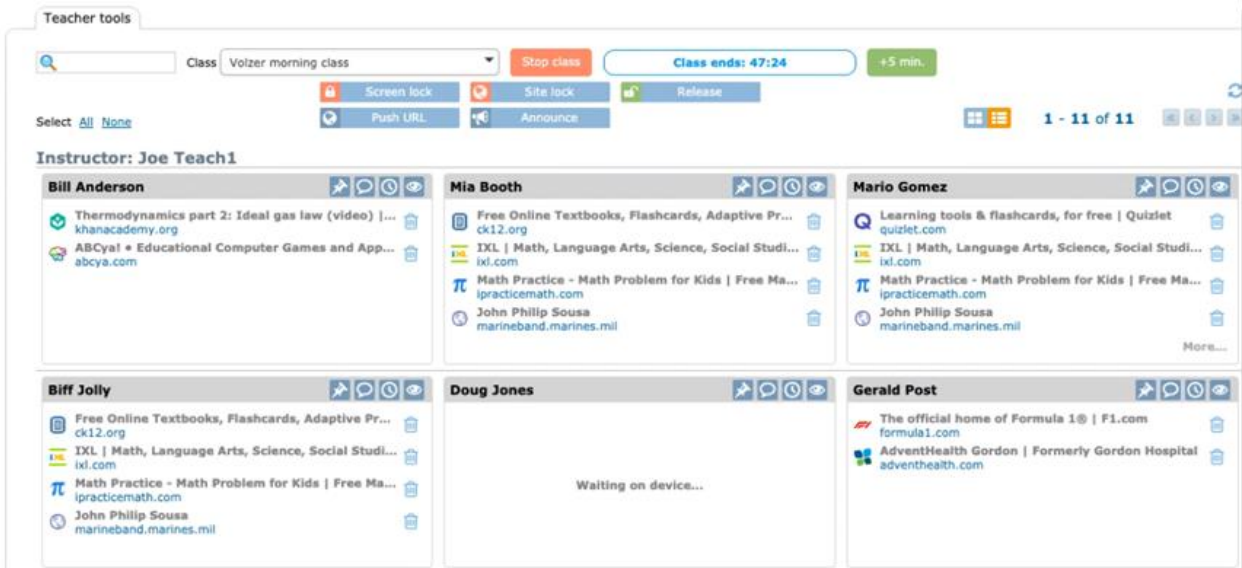 Teacher tools
Class Volzer morning class Stop class Class ends: 47:24 +5 min.
Screen lock Site lock Release
Select All None Push URL Announce 1 - 11 of 11
Instructor: Joe Teach1
Bill Anderson
Thermodynamics part 2: Ideal gas law (video) |...
khanacademy.org
ABCya! • Educational Computer Games and App...
abcya.com
Mia Booth
Free Online Textbooks, Flashcards, Adaptive Pr...
ck12.org
IXL | Math, Language Arts, Science, Social Studi...
ixl.com
Math Practice - Math Problem for Kids | Free Ma...
ipracticemath.com
John Philip Sousa
marineband.marines.mil
Mario Gomez
Learning tools & flashcards, for free | Quizlet
quizlet.com
IXL | Math, Language Arts, Science, Social Studi...
ixl.com
Math Practice - Math Problem for Kids | Free Ma...
ipracticemath.com
John Philip Sousa
marineband.marines.mil
More...
Biff Jolly
Free Online Textbooks, Flashcards, Adaptive Pr...
ck12.org
IXL | Math, Language Arts, Science, Social Studi...
ixl.com
Math Practice - Math Problem for Kids | Free Ma...
ipracticemath.com
John Philip Sousa
marineband.marines.mil
Doug Jones
Waiting on device...
Gerald Post
The official home of Formula 1® | F1.com
formula1.com
AdventHealth Gordon | Formerly Gordon Hospital
adventhealth.com